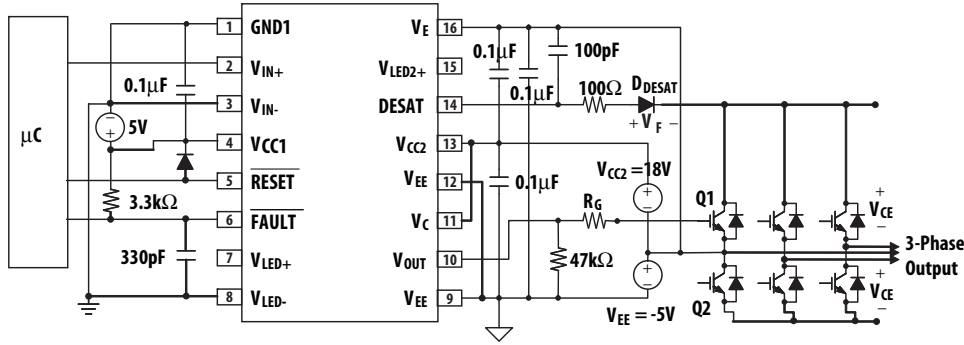 μC
0.1μF
5V
- +
3.3kΩ
330pF
1 GND1
2 VIN+
3 VIN-
4 VCC1
5 RESET
6 FAULT
7 VLED+
8 VLED-
VE 16
VLED2+ 15
DESAT 14
VCC2 13
VEE 12
VC 11
VOUT 10
VEE 9
0.1μF
0.1μF
100pF
0.1μF
100Ω
DDESAT
+ VF -
VCC2 =18V
+
-
RG
47kΩ
+
-
VEE = -5V
Q1
Q2
+
VCE
-
3-Phase
Output
+
VCE
-